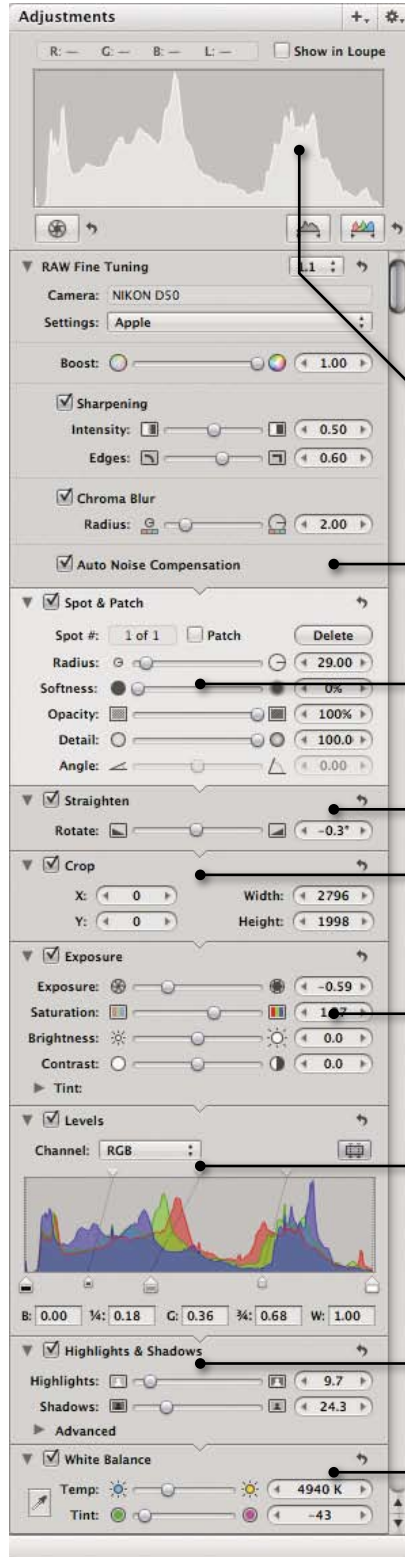 Adjustments
R: — G: — B: — L: — Show in Loupe
RAW Fine Tuning 1.1
Camera: NIKON D50
Settings: Apple
Boost: 1.00
Sharpening
Intensity: 0.50
Edges: 0.60
Chroma Blur
Radius: 2.00
Auto Noise Compensation
Spot & Patch
Spot #: 1 of 1 Patch Delete
Radius: 29.00
Softness: 0%
Opacity: 100%
Detail: 100.0
Angle: 0.00
Straighten
Rotate: -0.3°
Crop
X: 0 Width: 2796
Y: 0 Height: 1998
Exposure
Exposure: -0.59
Saturation:
Brightness: 0.0
Contrast: 0.0
Tint:
Levels
Channel: RGB
B: 0.00 ¼: 0.18 G: 0.36 ¾: 0.68 W: 1.00
Highlights & Shadows
Highlights: 9.7
Shadows: 24.3
Advanced
White Balance
Temp: 4940 K
Tint: -43